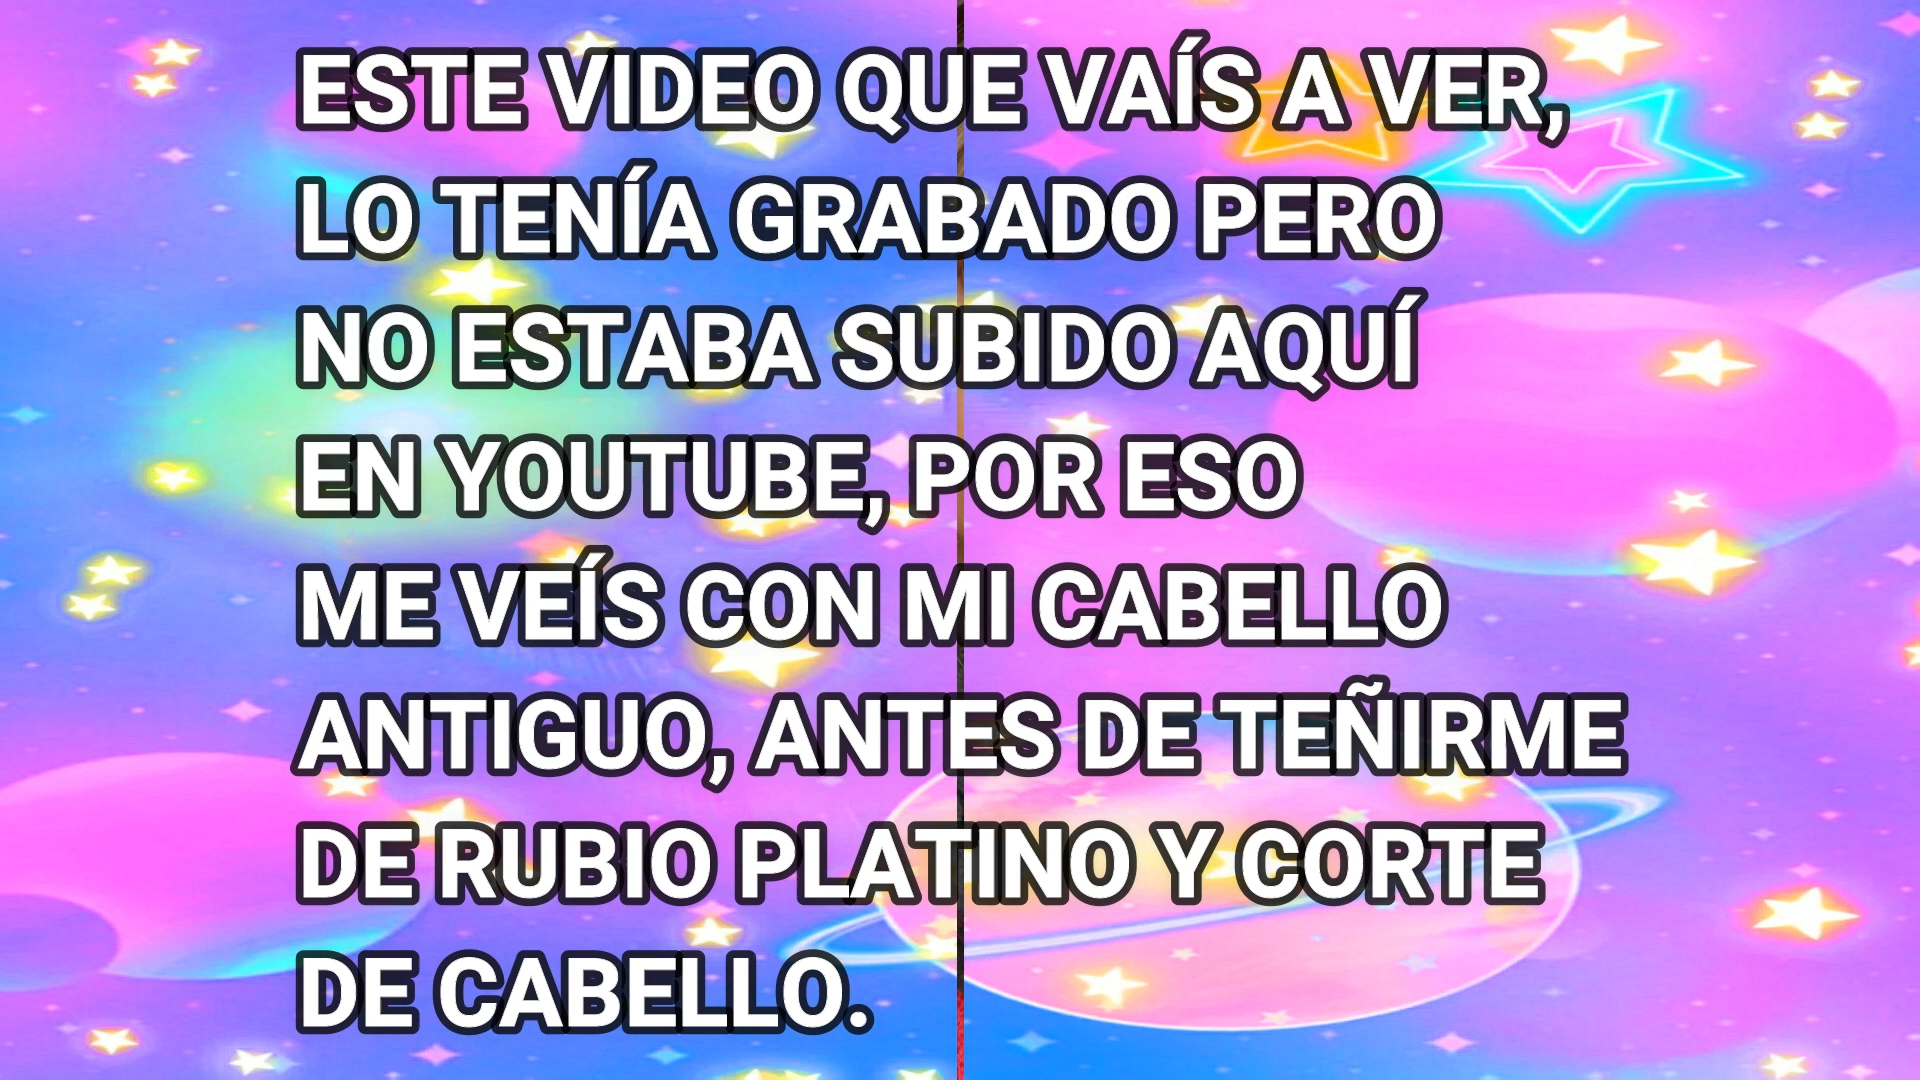 ESTE VIDEO QUE VAÍS A VER,
LO TENÍA GRABADO PERO
NO ESTABA SUBIDO AQUÍ
EN YOUTUBE, POR ESO
ME VEÍS CON MI CABELLO
ANTIGUO, ANTES DE TEÑIRME
DE RUBIO PLATINO Y CORTE
DE CABELLO.